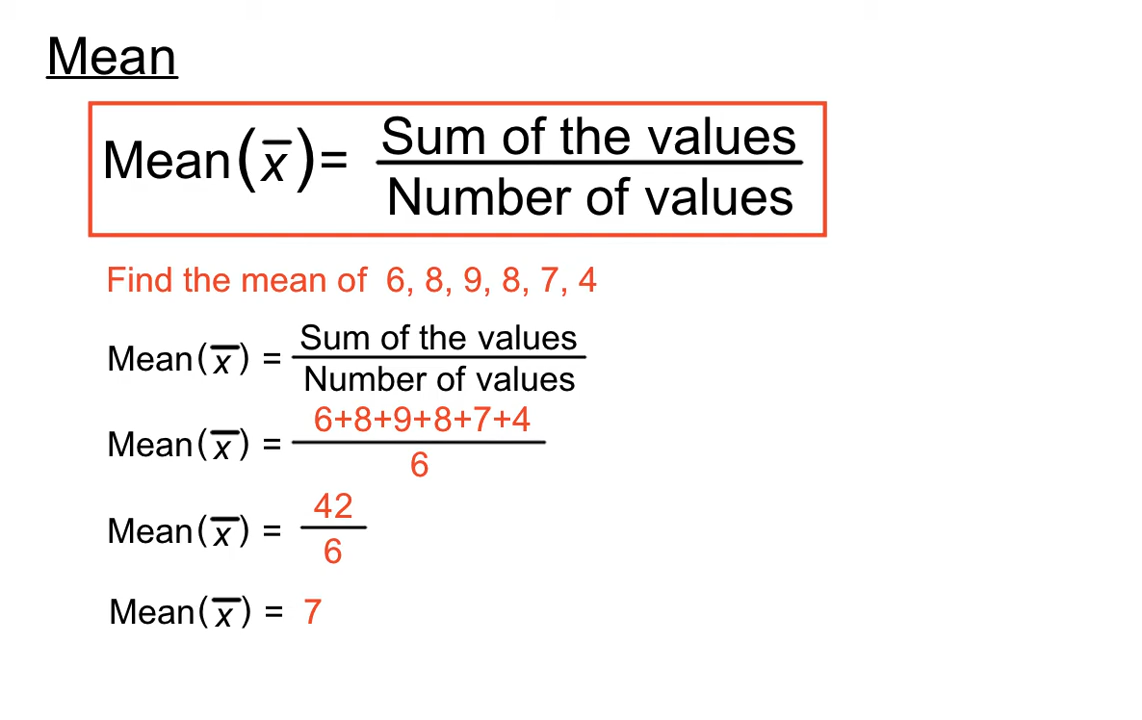 Mean
Mean(x̄)= Sum of the values
Number of values
Find the mean of 6, 8, 9, 8, 7, 4
Mean(x̄) = Sum of the values
Number of values
Mean(x̄) = 6+8+9+8+7+4
6
Mean(x̄) = 42
6
Mean(x̄) = 7